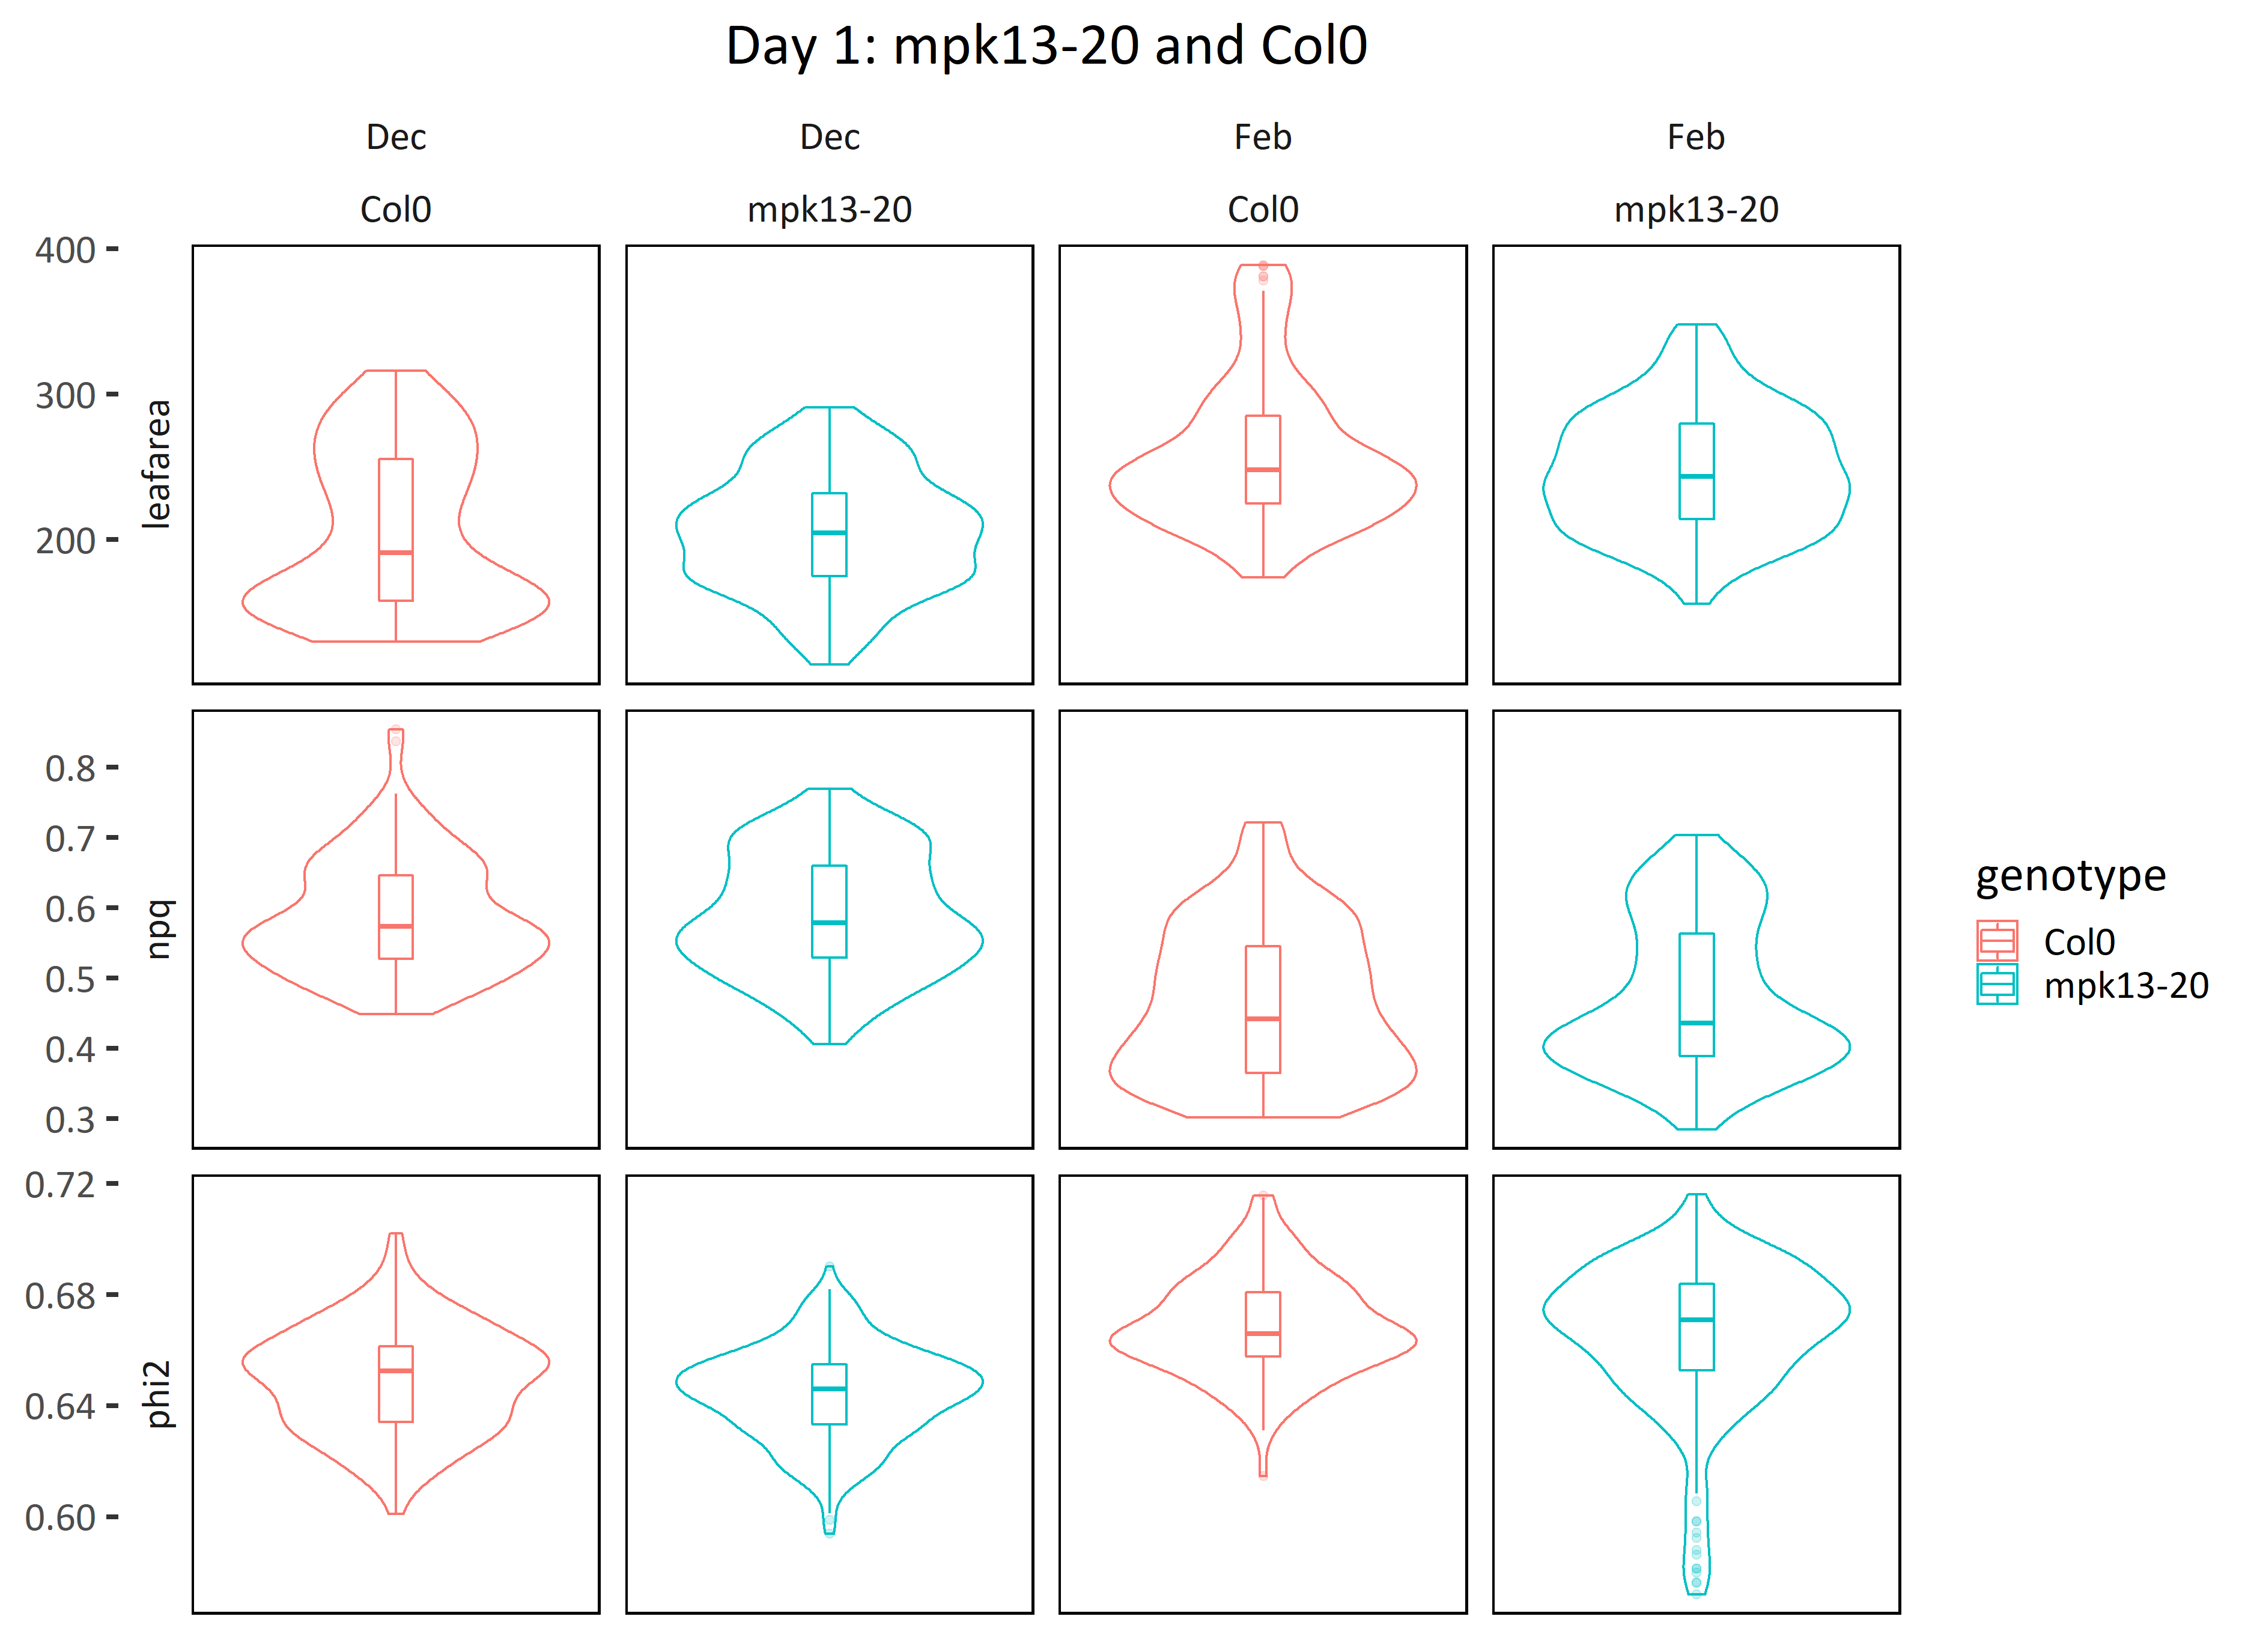 Day 1: mpk13-20 and Col0
Dec Dec Feb Feb
Col0 mpk13-20 Col0 mpk13-20
400
300
200
leafarea
0.8
0.7
0.6
0.5
0.4
0.3
npq
0.72
0.68
0.64
0.60
phi2
genotype
Col0
mpk13-20